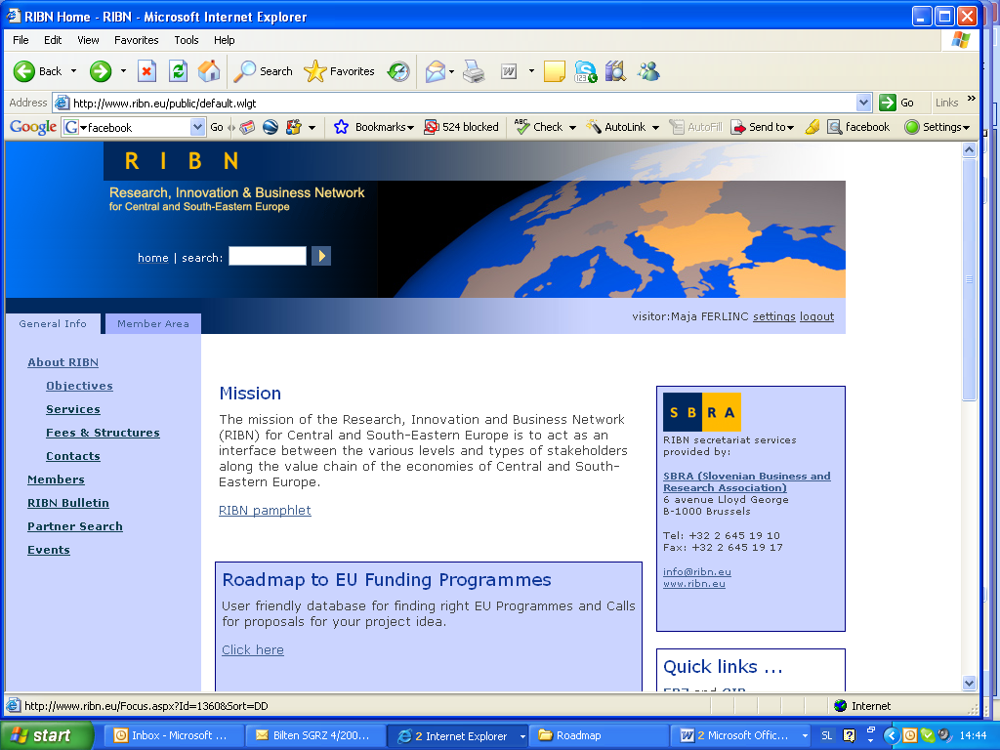 RIBN Home - RIBN - Microsoft Internet Explorer
File Edit View Favorites Tools Help
Back Search Favorites
Address http://www.ribn.eu/public/default.wlgt Go Links »
Google G facebook Go Bookmarks 524 blocked ABC Check AutoLink AutoFill Send to facebook Settings
R I B N
Research, Innovation & Business Network
for Central and South-Eastern Europe
home | search:
visitor:Maja FERLINC settings logout
General Info Member Area
About RIBN
Objectives
Services
Fees & Structures
Contacts
Members
RIBN Bulletin
Partner Search
Events
Mission
The mission of the Research, Innovation and Business Network
(RIBN) for Central and South-Eastern Europe is to act as an
interface between the various levels and types of stakeholders
along the value chain of the economies of Central and South-
Eastern Europe.
RIBN pamphlet
Roadmap to EU Funding Programmes
User friendly database for finding right EU Programmes and Calls
for proposals for your project idea.
Click here
S B R A
RIBN secretariat services
provided by:
SBRA (Slovenian Business and
Research Association)
6 avenue Lloyd George
B-1000 Brussels
Tel: +32 2 645 19 10
Fax: +32 2 645 19 17
info@ribn.eu
www.ribn.eu
Quick links ...
http://www.ribn.eu/Focus.aspx?Id=1360&Sort=DD Internet
start Inbox - Microsoft ... Bilten SGRZ 4/200... 2 Internet Explorer Roadmap 2 Microsoft Offic... SL 14:44